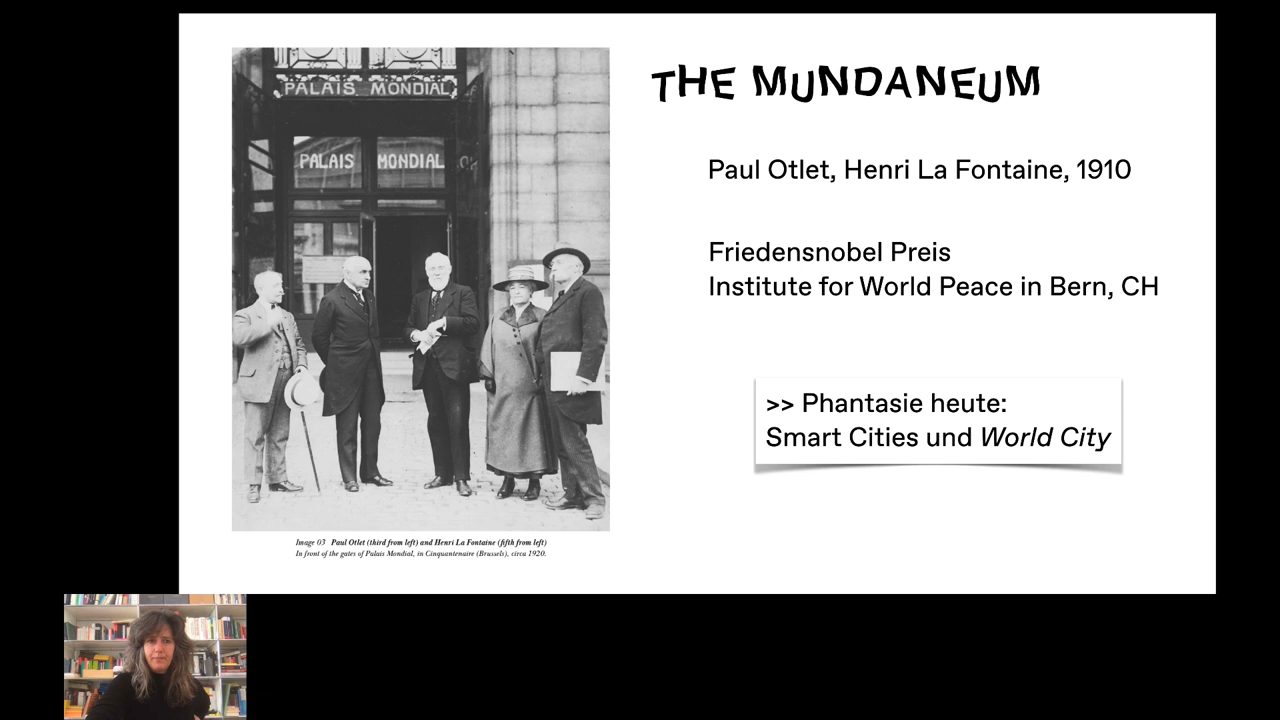 PALAIS MONDIAL
PALAIS MONDIAL
Image 03 Paul Otlet (third from left) and Henri La Fontaine (fifth from left)
In front of the gates of Palais Mondial, in Cinquantenaire (Brussels), circa 1920.
THE MUNDANEUM
Paul Otlet, Henri La Fontaine, 1910
Friedensnobel Preis
Institute for World Peace in Bern, CH
>> Phantasie heute:
Smart Cities und World City